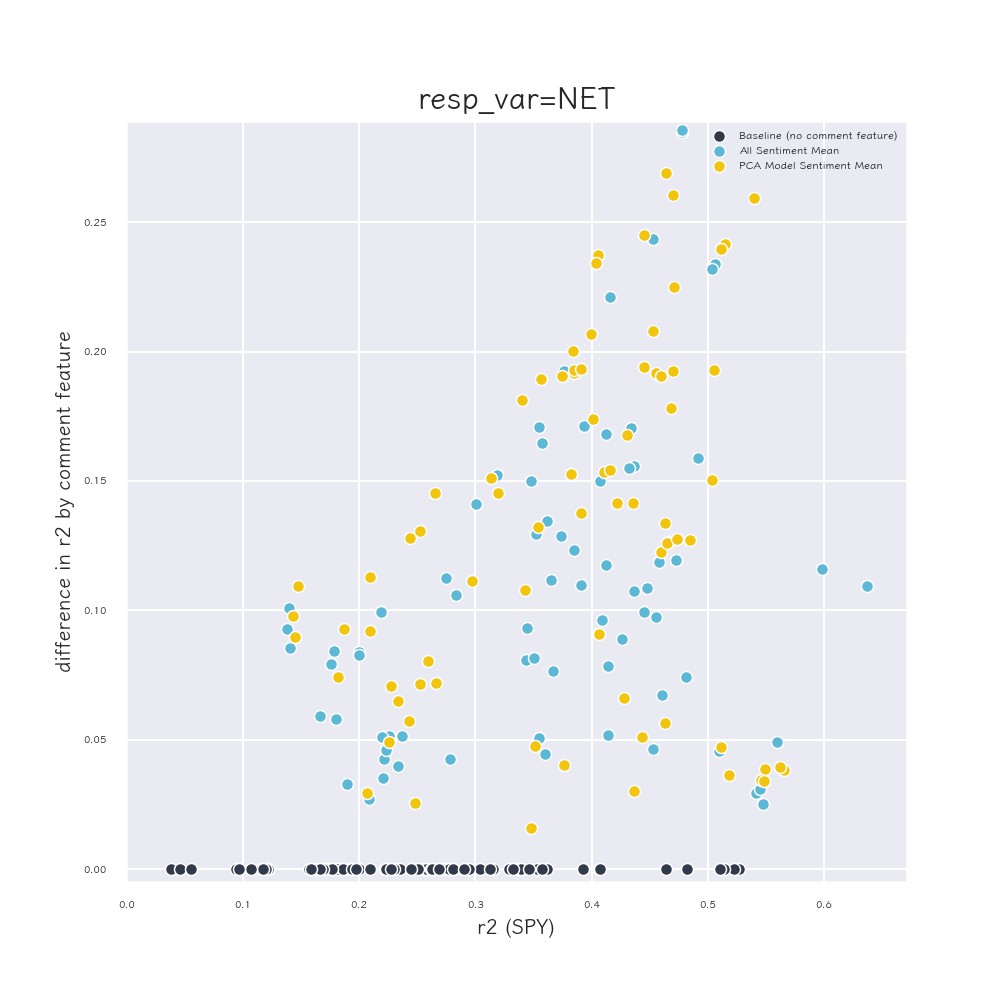 resp_var=NET
Baseline (no comment feature)
All Sentiment Mean
PCA Model Sentiment Mean
difference in r2 by comment feature
0.25
0.20
0.15
0.10
0.05
0.00
0.0 0.1 0.2 0.3 0.4 0.5 0.6
r2 (SPY)